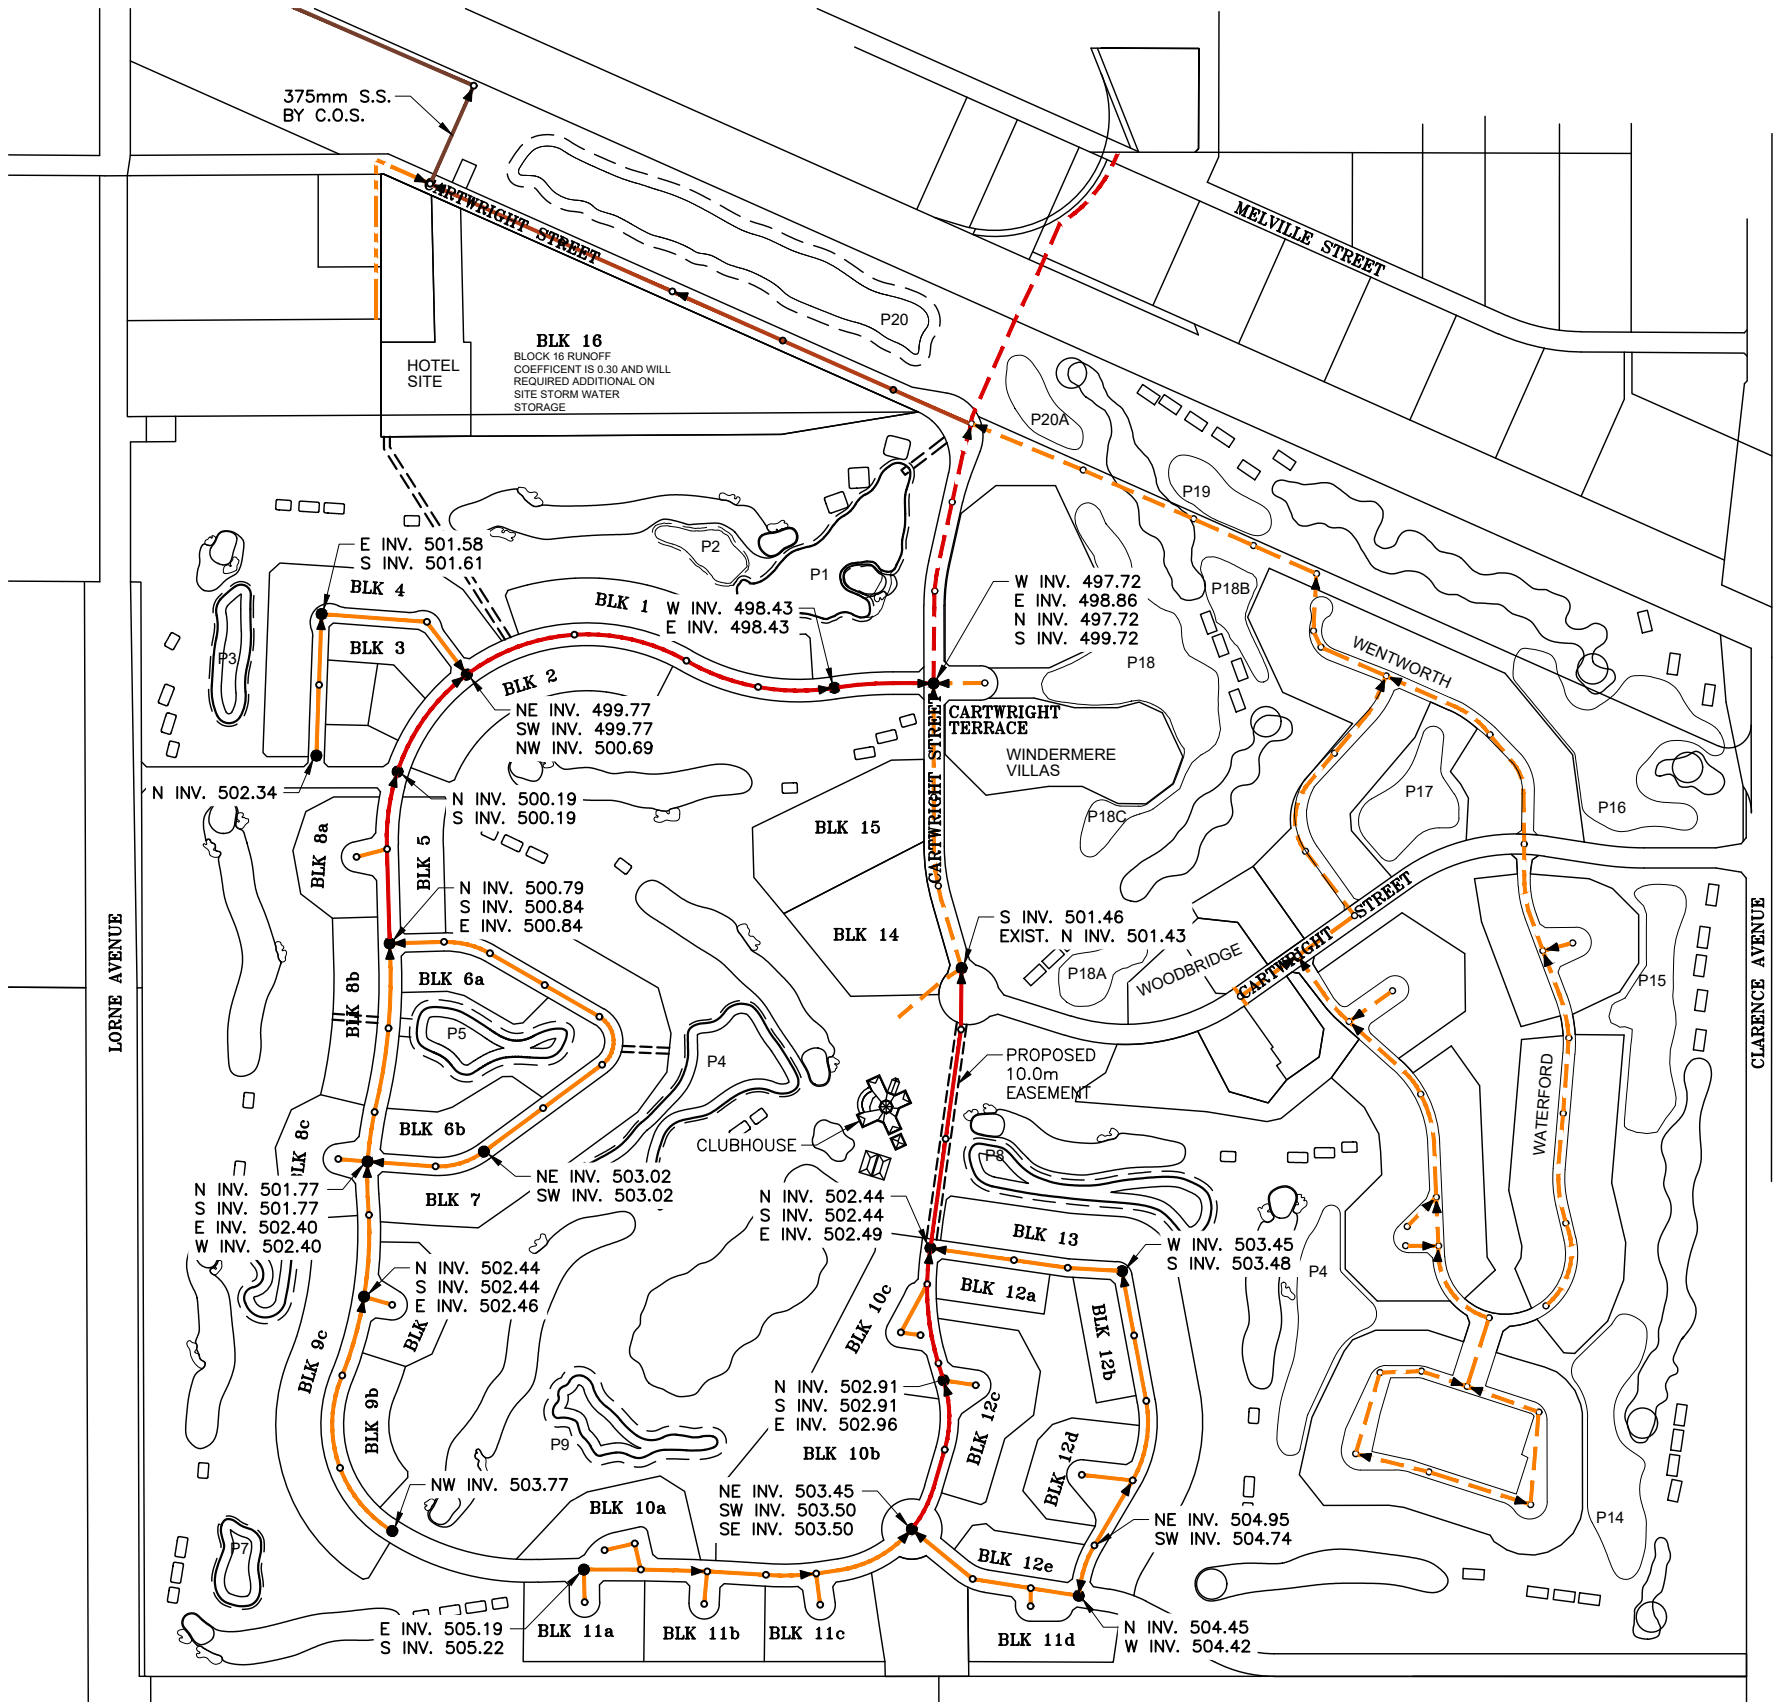 375mm S.S.
BY C.O.S.
CARTWRIGHT STREET
MELVILLE STREET
P20
BLK 16
BLOCK 16 RUNOFF
COEFFICENT IS 0.30 AND WILL
REQUIRED ADDITIONAL ON
SITE STORM WATER
STORAGE
HOTEL
SITE
P20A
P19
P2
P1
P18B
P18
E INV. 501.58
S INV. 501.61
BLK 4
BLK 3
P3
BLK 1
W INV. 498.43
E INV. 498.43
W INV. 497.72
E INV. 498.86
N INV. 497.72
S INV. 499.72
WENTWORTH
BLK 2
NE INV. 499.77
SW INV. 499.77
NW INV. 500.69
CARTWRIGHT
TERRACE
WINDERMERE
VILLAS
CARTWRIGHT STREET
N INV. 502.34
N INV. 500.19
S INV. 500.19
P17
P16
P18C
BLK 15
BLK 8a
BLK 5
N INV. 500.79
S INV. 500.84
E INV. 500.84
BLK 14
S INV. 501.46
EXIST. N INV. 501.43
P18A
WOODBRIDGE
CARTWRIGHT
STREET
LORNE AVENUE
CLARENCE AVENUE
P15
BLK 8b
BLK 6a
P5
P4
PROPOSED
10.0m
EASEMENT
CLUBHOUSE
BLK 6b
BLK 8c
P8
WATERFORD
NE INV. 503.02
SW INV. 503.02
BLK 7
N INV. 501.77
S INV. 501.77
E INV. 502.40
W INV. 502.40
N INV. 502.44
S INV. 502.44
E INV. 502.49
BLK 13
W INV. 503.45
S INV. 503.48
P4
N INV. 502.44
S INV. 502.44
E INV. 502.46
BLK
BLK 12a
BLK 10c
BLK 12b
BLK 9c
BLK 9b
N INV. 502.91
S INV. 502.91
E INV. 502.96
BLK 12c
BLK 12d
P9
BLK 10b
NW INV. 503.77
NE INV. 503.45
SW INV. 503.50
SE INV. 503.50
BLK 10a
NE INV. 504.95
SW INV. 504.74
P14
P7
BLK 12e
E INV. 505.19
S INV. 505.22
BLK 11a
BLK 11b
BLK 11c
BLK 11d
N INV. 504.45
W INV. 504.42